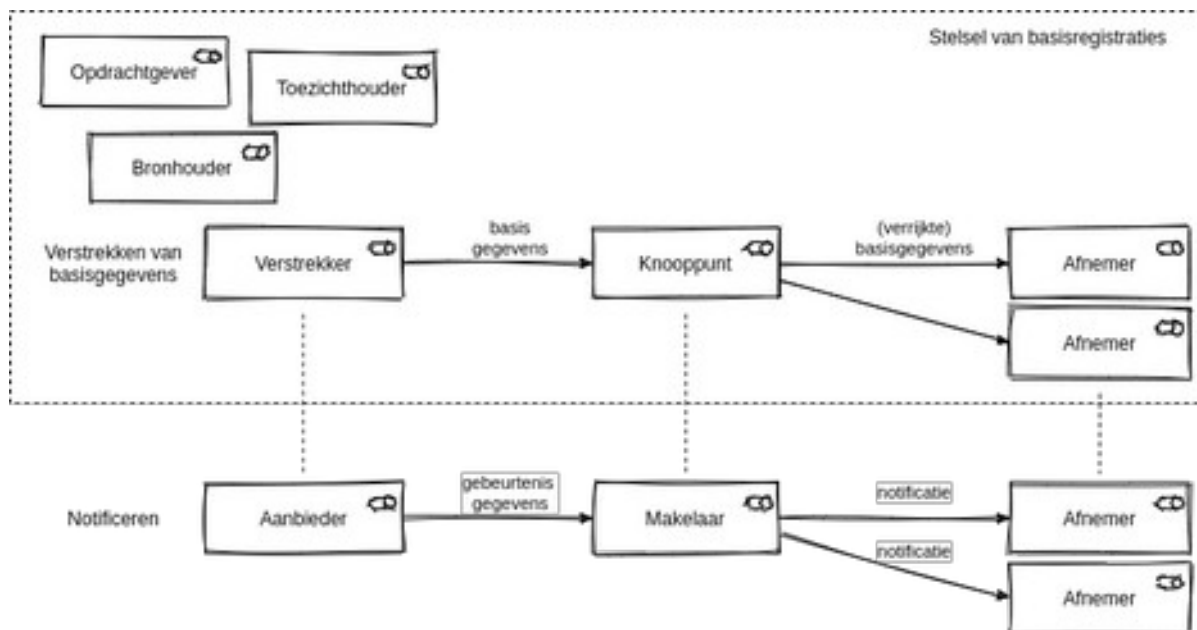 Stelsel van basisregistraties
Opdrachtgever
Toezichthouder
Bronhouder
Verstrekken van
basisgegevens
Verstrekker
basis
gegevens
Knooppunt
(verrijkte)
basisgegevens
Afnemer
Afnemer
Notificeren
Aanbieder
gebeurtenis
gegevens
Makelaar
notificatie
Afnemer
notificatie
Afnemer